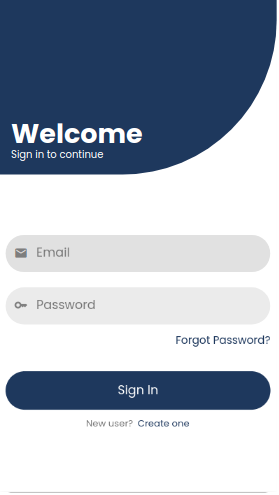 Welcome
Sign in to continue
Email
Password
Forgot Password?
Sign In
New user? Create one